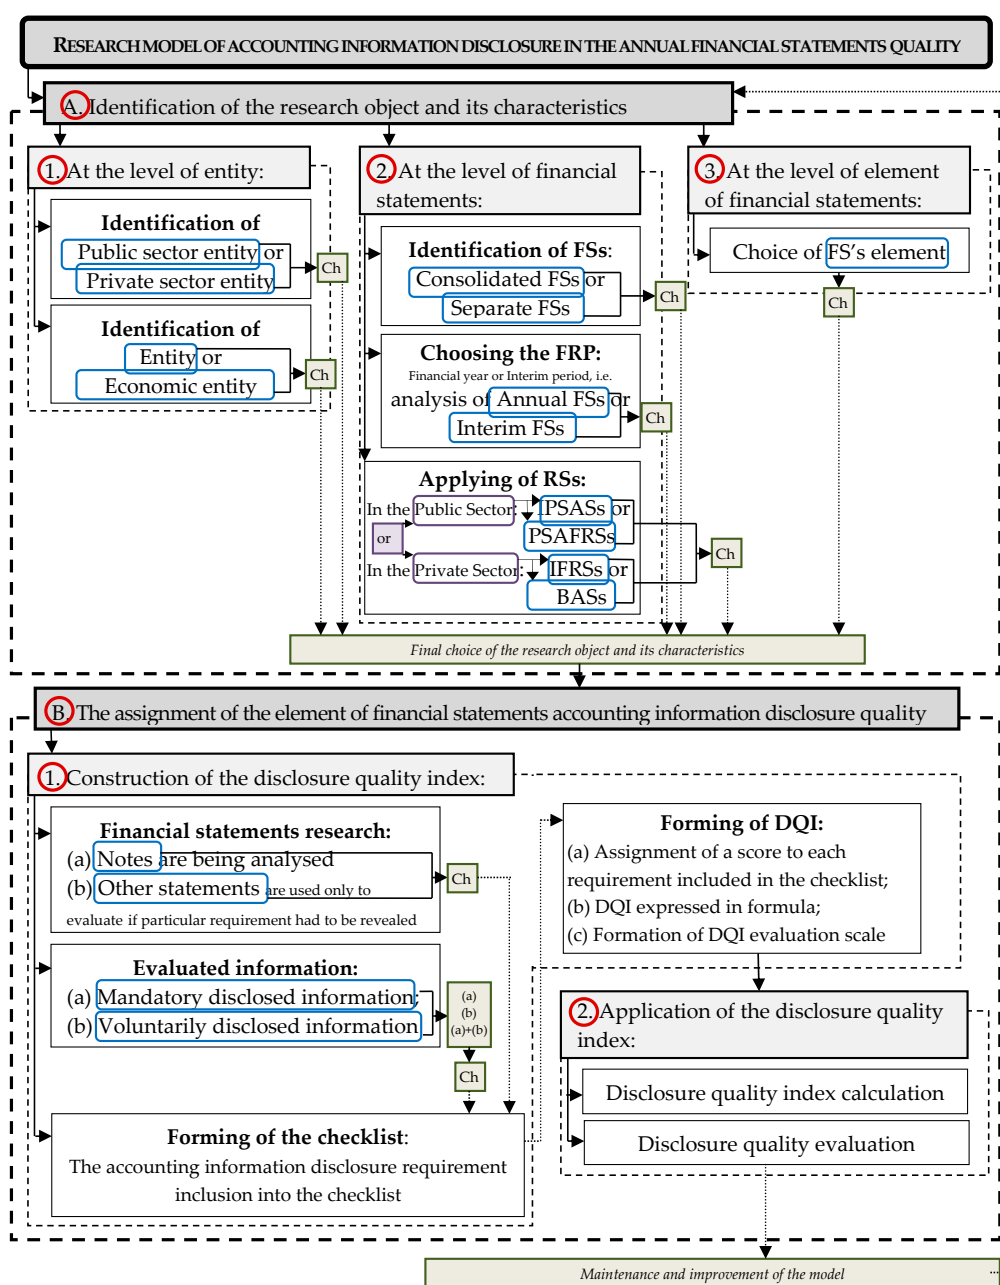 RESEARCH MODEL OF ACCOUNTING INFORMATION DISCLOSURE IN THE ANNUAL FINANCIAL STATEMENTS QUALITY
A. Identification of the research object and its characteristics
1. At the level of entity:
Identification of
Public sector entity or
Private sector entity
Ch
Identification of
Entity or
Economic entity
Ch
2. At the level of financial
statements:
Identification of FSs:
Consolidated FSs or
Separate FSs
Ch
Choosing the FRP:
Financial year or Interim period, i.e.
analysis of Annual FSs or
Interim FSs
Ch
Applying of RSs:
In the Public Sector: IPSASs or
PSAFRSs
or
In the Private Sector: IFRSs or
BASs
Ch
3. At the level of element
of financial statements:
Choice of FS's element
Ch
Final choice of the research object and its characteristics
B. The assignment of the element of financial statements accounting information disclosure quality
1. Construction of the disclosure quality index:
Financial statements research:
(a) Notes are being analysed
(b) Other statements are used only to
evaluate if particular requirement had to be revealed
Ch
Evaluated information:
(a) Mandatory disclosed information;
(b) Voluntarily disclosed information
(a)
(b)
(a)+(b)
Ch
Forming of the checklist:
The accounting information disclosure requirement
inclusion into the checklist
Forming of DQI:
(a) Assignment of a score to each
requirement included in the checklist;
(b) DQI expressed in formula;
(c) Formation of DQI evaluation scale
2. Application of the disclosure quality
index:
Disclosure quality index calculation
Disclosure quality evaluation
Maintenance and improvement of the model